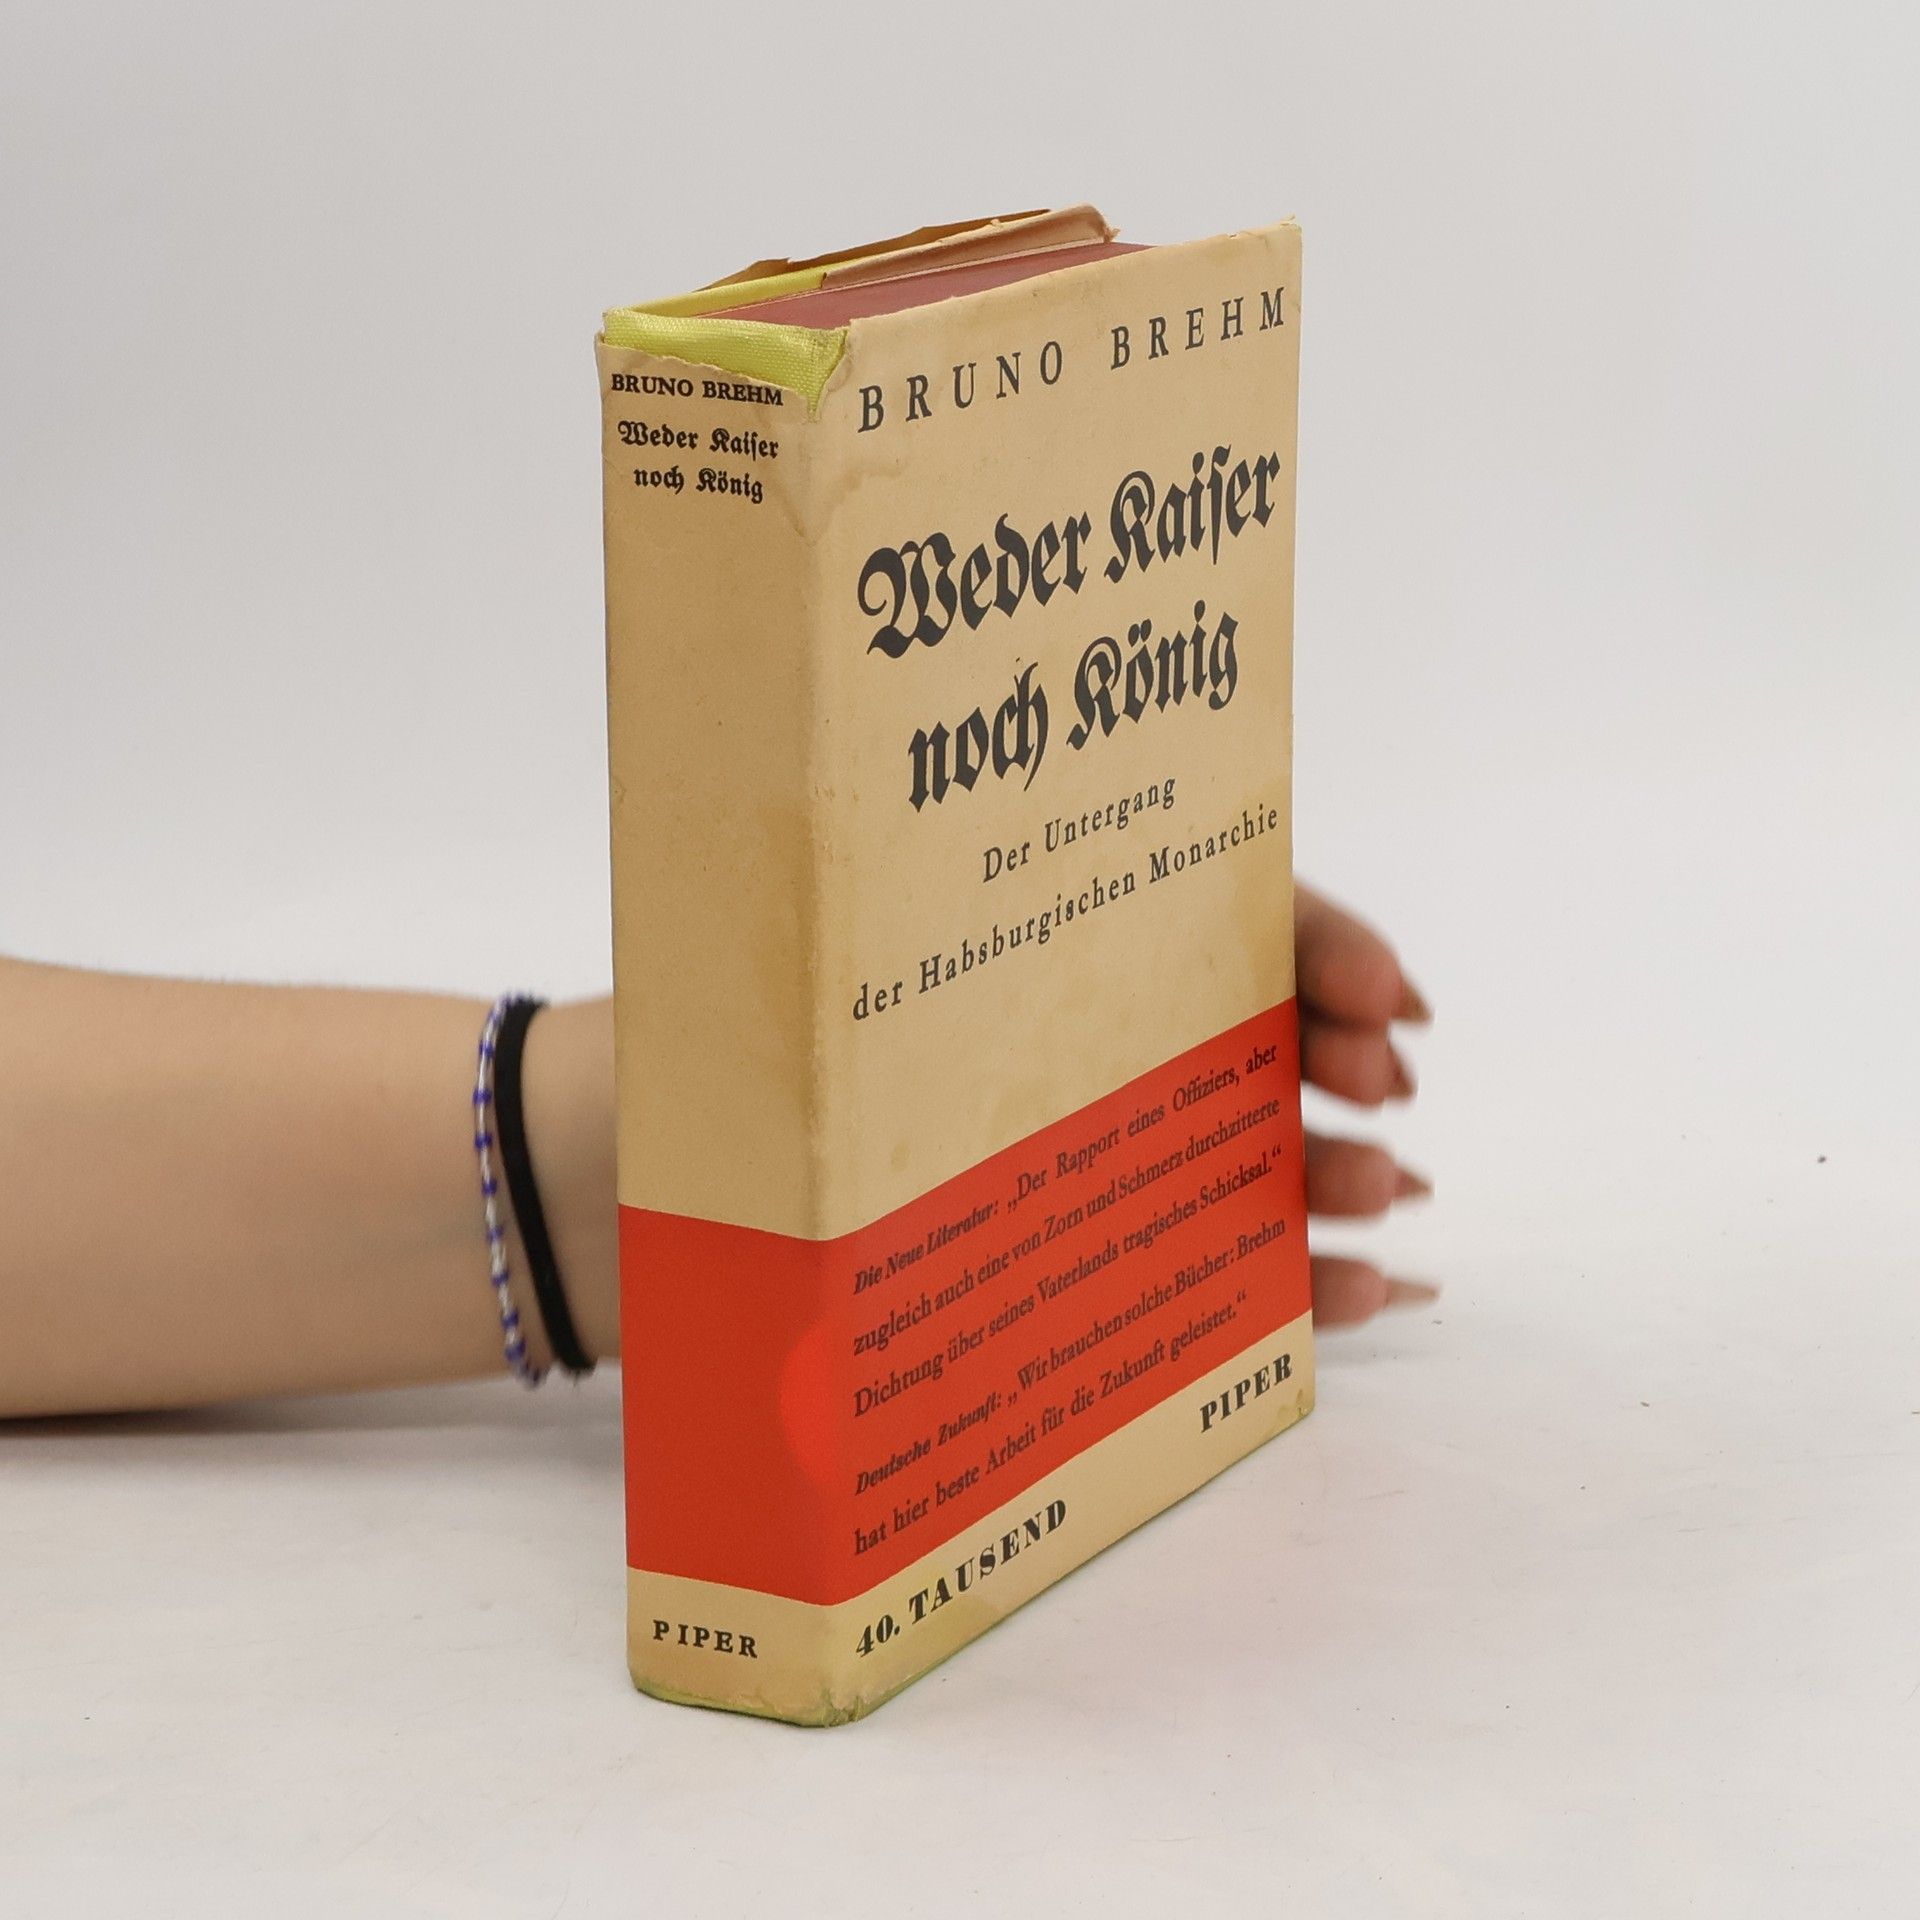 BRUNO BREHM
Weder Kaiser
noch König
PIPER
BRUNO BREHM
Weder Kaiſer
noch König
Der Untergang
der Habsburgischen Monarchie
Die Neue Literatur: „Der Rapport eines Offiziers, aber
zugleich auch eine von Zorn und Schmerz durchzitterte
Dichtung über seines Vaterlands tragisches Schicksal.“
Deutsche Zukunft: „Wir brauchen solche Bücher: Brehm
hat hier beste Arbeit für die Zukunft geleistet.“
40. TAUSEND
PIPER